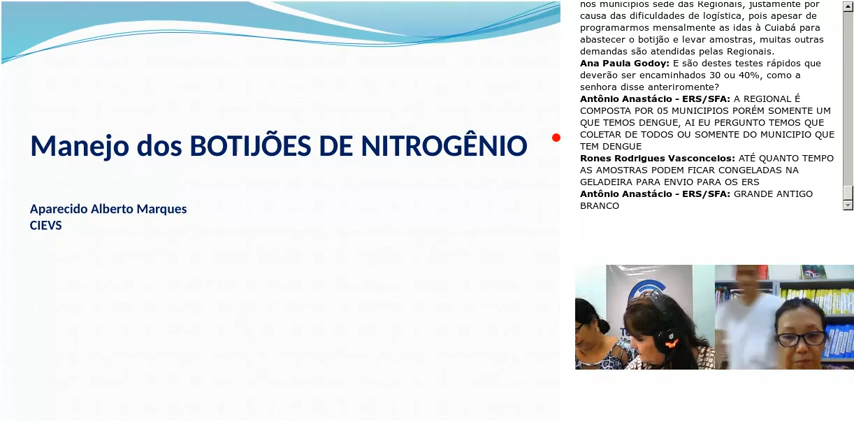 Manejo dos BOTIJÕES DE NITROGÊNIO
Aparecido Alberto Marques
CIEVS
nos municipios sede das Regionais, justamente por
causa das dificuldades de logística, pois apesar de
programarmos mensalmente as idas à Cuiabá para
abastecer o botijão e levar amostras, muitas outras
demandas são atendidas pelas Regionais.
Ana Paula Godoy: E são destes testes rápidos que
deverão ser encaminhados 30 ou 40%, como a
senhora disse anteriromente?
Antônio Anastácio - ERS/SFA: A REGIONAL É
COMPOSTA POR 05 MUNICIPIOS PORÉM SOMENTE UM
QUE TEMOS DENGUE, AI EU PERGUNTO TEMOS QUE
COLETAR DE TODOS OU SOMENTE DO MUNICIPIO QUE
TEM DENGUE
Rones Rodrigues Vasconcelos: ATÉ QUANTO TEMPO
AS AMOSTRAS PODEM FICAR CONGELADAS NA
GELADEIRA PARA ENVIO PARA OS ERS
Antônio Anastácio - ERS/SFA: GRANDE ANTIGO
BRANCO